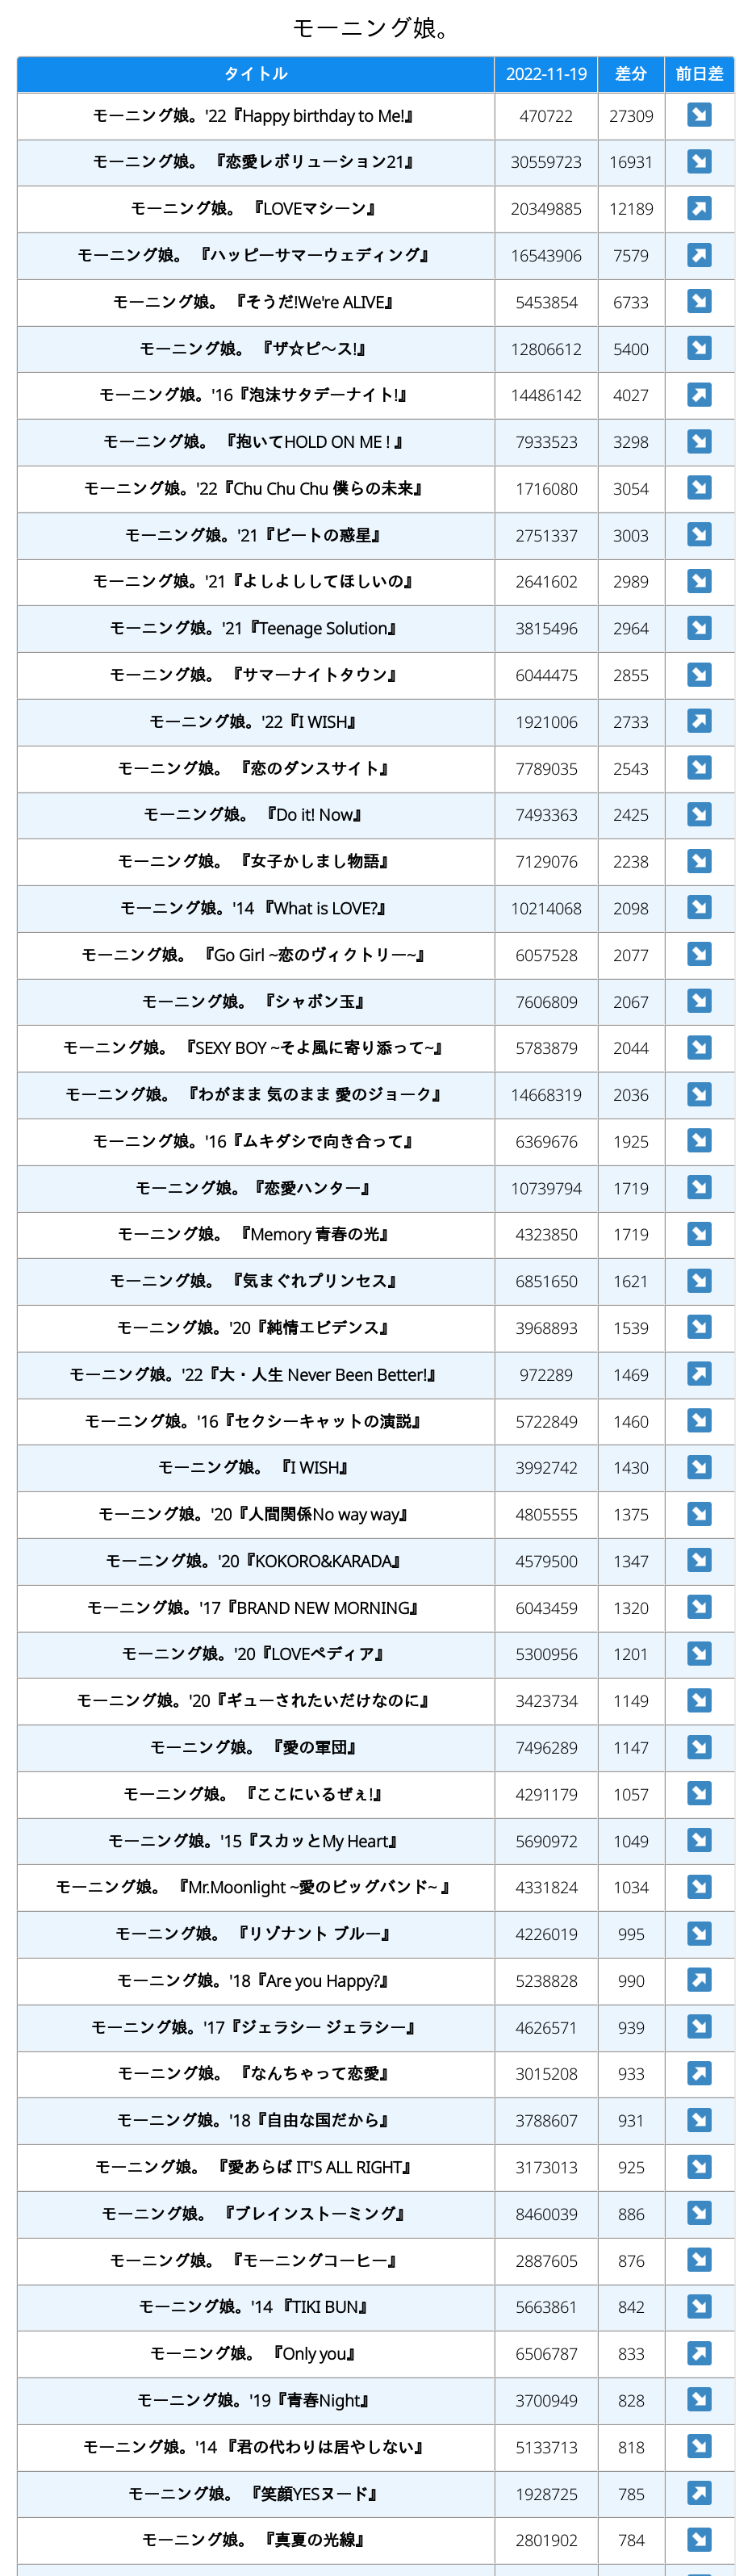 モーニング娘。
タイトル 2022-11-19 差分 前日差
モーニング娘。'22『Happy birthday to Me!』 470722 27309 ↘
モーニング娘。 『恋愛レボリューション21』 30559723 16931 ↘
モーニング娘。 『LOVEマシーン』 20349885 12189 ↗
モーニング娘。 『ハッピーサマーウェディング』 16543906 7579 ↗
モーニング娘。 『そうだ!We're ALIVE』 5453854 6733 ↘
モーニング娘。 『ザ☆ピ〜ス!』 12806612 5400 ↘
モーニング娘。'16『泡沫サタデーナイト!』 14486142 4027 ↗
モーニング娘。 『抱いてHOLD ON ME ! 』 7933523 3298 ↘
モーニング娘。'22『Chu Chu Chu 僕らの未来』 1716080 3054 ↘
モーニング娘。'21『ビートの惑星』 2751337 3003 ↘
モーニング娘。'21『よしよししてほしいの』 2641602 2989 ↘
モーニング娘。'21『Teenage Solution』 3815496 2964 ↘
モーニング娘。 『サマーナイトタウン』 6044475 2855 ↘
モーニング娘。'22『I WISH』 1921006 2733 ↗
モーニング娘。 『恋のダンスサイト』 7789035 2543 ↘
モーニング娘。 『Do it! Now』 7493363 2425 ↘
モーニング娘。 『女子かしまし物語』 7129076 2238 ↘
モーニング娘。'14 『What is LOVE?』 10214068 2098 ↘
モーニング娘。 『Go Girl ~恋のヴィクトリー~』 6057528 2077 ↘
モーニング娘。 『シャボン玉』 7606809 2067 ↘
モーニング娘。 『SEXY BOY ~そよ風に寄り添って~』 5783879 2044 ↘
モーニング娘。 『わがまま 気のまま 愛のジョーク』 14668319 2036 ↘
モーニング娘。'16『ムキダシで向き合って』 6369676 1925 ↘
モーニング娘。『恋愛ハンター』 10739794 1719 ↘
モーニング娘。 『Memory 青春の光』 4323850 1719 ↘
モーニング娘。 『気まぐれプリンセス』 6851650 1621 ↘
モーニング娘。'20『純情エビデンス』 3968893 1539 ↘
モーニング娘。'22『大・人生 Never Been Better!』 972289 1469 ↗
モーニング娘。'16『セクシーキャットの演説』 5722849 1460 ↘
モーニング娘。 『I WISH』 3992742 1430 ↘
モーニング娘。'20『人間関係No way way』 4805555 1375 ↘
モーニング娘。'20『KOKORO&KARADA』 4579500 1347 ↘
モーニング娘。'17『BRAND NEW MORNING』 6043459 1320 ↘
モーニング娘。'20『LOVEペディア』 5300956 1201 ↘
モーニング娘。'20『ギューされたいだけなのに』 3423734 1149 ↘
モーニング娘。 『愛の軍団』 7496289 1147 ↘
モーニング娘。 『ここにいるぜぇ!』 4291179 1057 ↘
モーニング娘。'15『スカッとMy Heart』 5690972 1049 ↘
モーニング娘。 『Mr.Moonlight ~愛のビッグバンド~ 』 4331824 1034 ↘
モーニング娘。 『リゾナント ブルー』 4226019 995 ↘
モーニング娘。'18『Are you Happy?』 5238828 990 ↗
モーニング娘。'17『ジェラシー ジェラシー』 4626571 939 ↘
モーニング娘。 『なんちゃって恋愛』 3015208 933 ↗
モーニング娘。'18『自由な国だから』 3788607 931 ↘
モーニング娘。 『愛あらば IT'S ALL RIGHT』 3173013 925 ↘
モーニング娘。 『ブレインストーミング』 8460039 886 ↘
モーニング娘。 『モーニングコーヒー』 2887605 876 ↘
モーニング娘。'14 『TIKI BUN』 5663861 842 ↘
モーニング娘。 『Only you』 6506787 833 ↗
モーニング娘。'19『青春Night』 3700949 828 ↘
モーニング娘。'14 『君の代わりは居やしない』 5133713 818 ↘
モーニング娘。 『笑顔YESヌード』 1928725 785 ↗
モーニング娘。 『真夏の光線』 2801902 784 ↘